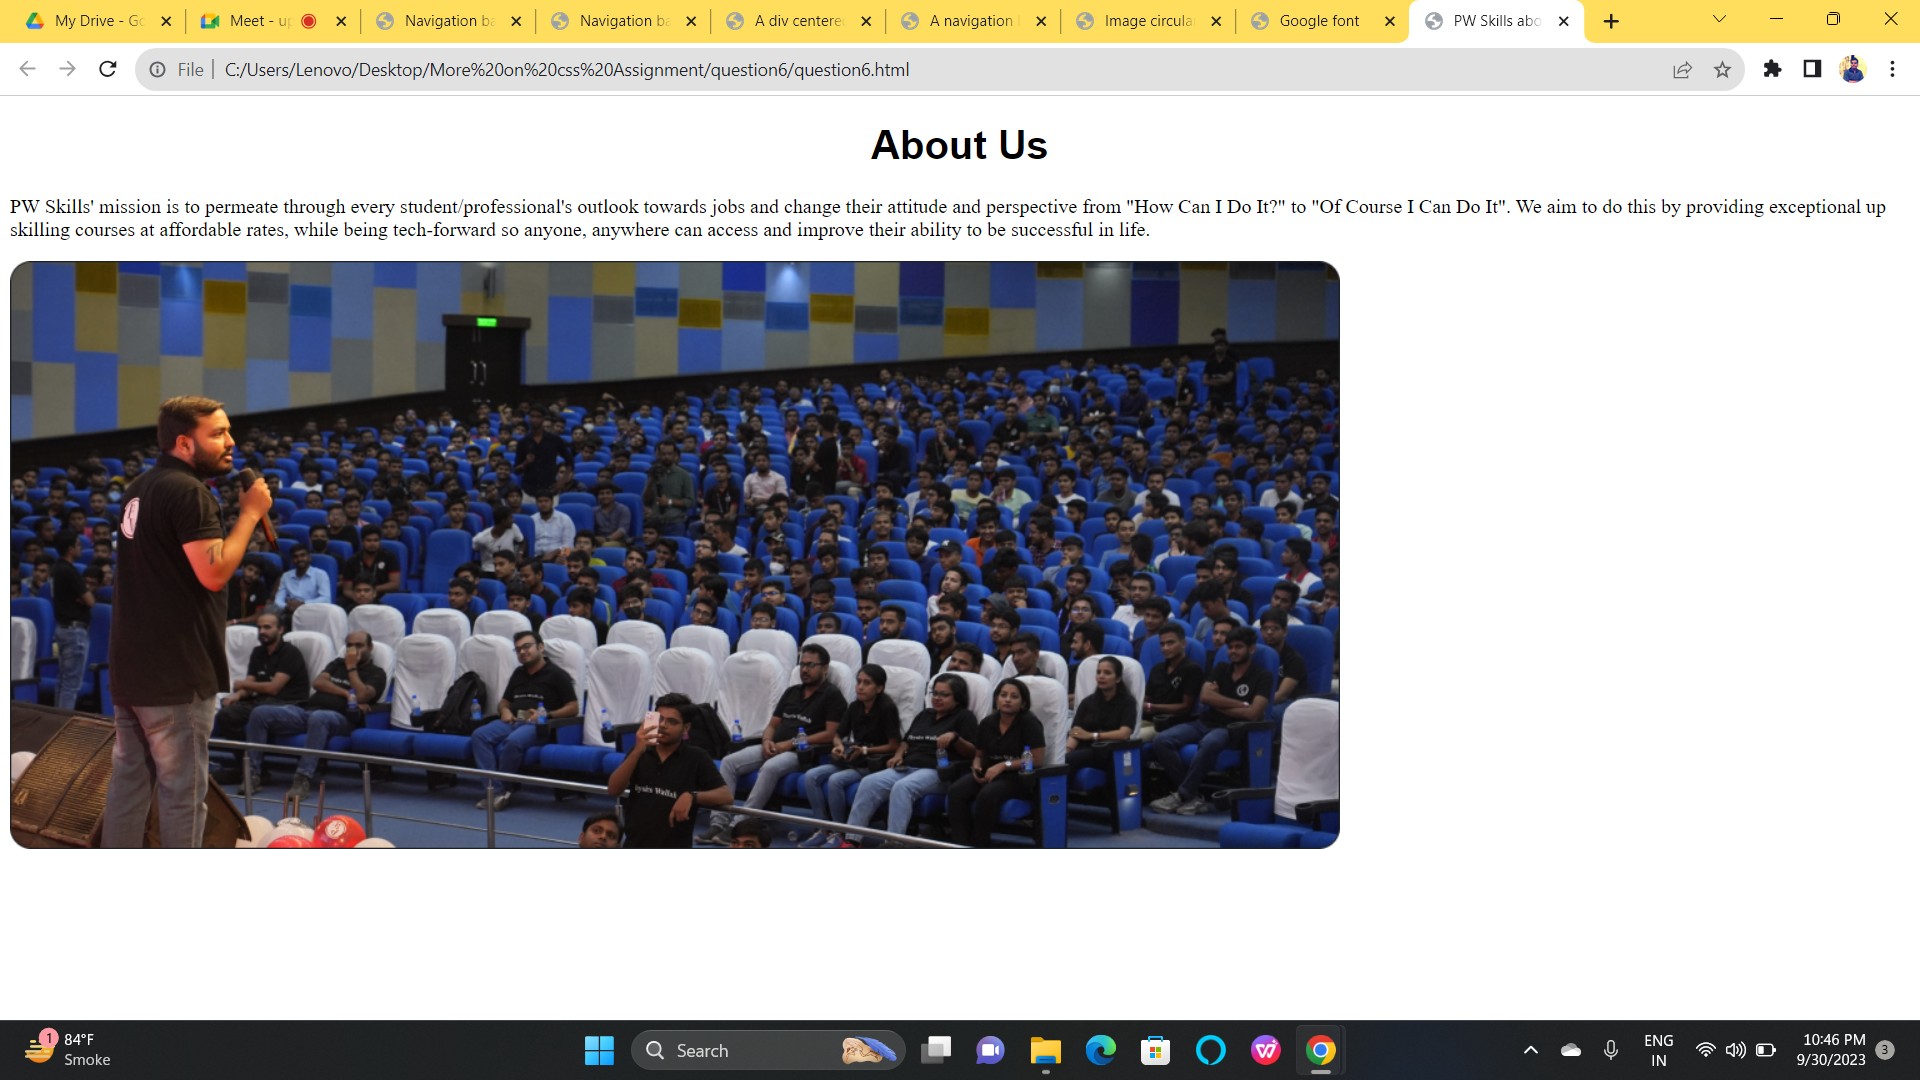 My Drive - Go
Meet - up
Navigation ba
Navigation ba
A div centere
A navigation
Image circula
Google font
PW Skills abo
File
C:/Users/Lenovo/Desktop/More%20on%20css%20Assignment/question6/question6.html
About Us
PW Skills' mission is to permeate through every student/professional's outlook towards jobs and change their attitude and perspective from "How Can I Do It?" to "Of Course I Can Do It". We aim to do this by providing exceptional up
skilling courses at affordable rates, while being tech-forward so anyone, anywhere can access and improve their ability to be successful in life.
1
84°F
Smoke
Search
ENG
IN
10:46 PM
9/30/2023
3